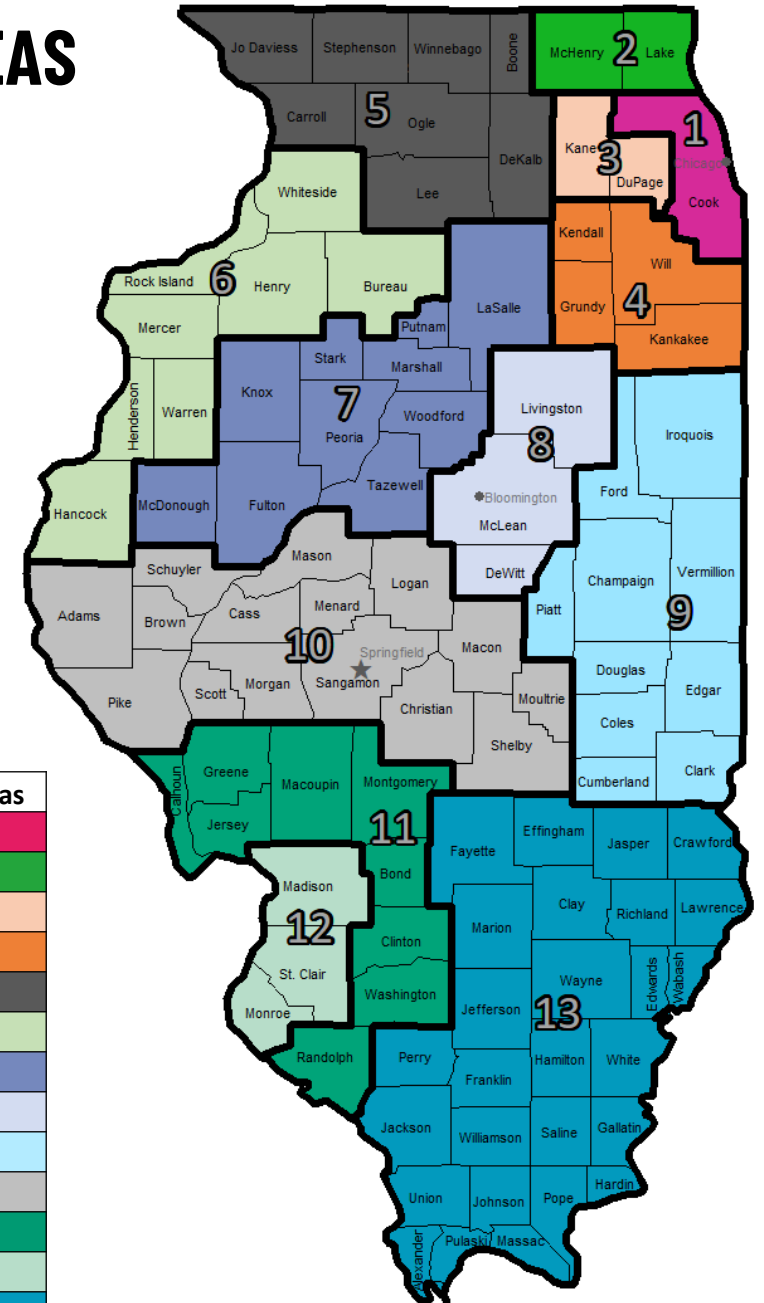 EAS
Jo Daviess
Stephenson
Winnebago
Boone
McHenry
2
Lake
Carroll
5
Ogle
DeKalb
Lee
Kane
3
DuPage
1
Chicago
Cook
Whiteside
Rock Island
6
Henry
Bureau
Mercer
Henderson
Warren
Hancock
Kendall
Will
Grundy
4
Kankakee
LaSalle
Putnam
Stark
Marshall
Knox
7
Peoria
Woodford
McDonough
Fulton
Tazewell
Livingston
8
Bloomington
McLean
DeWitt
Iroquois
Ford
Champaign
Vermillion
Piatt
9
Douglas
Edgar
Coles
Cumberland
Clark
Mason
Schuyler
Logan
Adams
Brown
Cass
Menard
10
Springfield
Macon
Pike
Scott
Morgan
Sangamon
Christian
Moultrie
Shelby
Calhoun
Greene
Macoupin
Montgomery
Jersey
11
Bond
Clinton
Washington
Randolph
Madison
12
St. Clair
Monroe
Fayette
Effingham
Jasper
Crawford
Clay
Richland
Lawrence
Marion
Wayne
Edwards
Wabash
Jefferson
13
Perry
Hamilton
White
Franklin
Jackson
Williamson
Saline
Gallatin
Union
Johnson
Pope
Hardin
Alexander
Pulaski
Massac
as